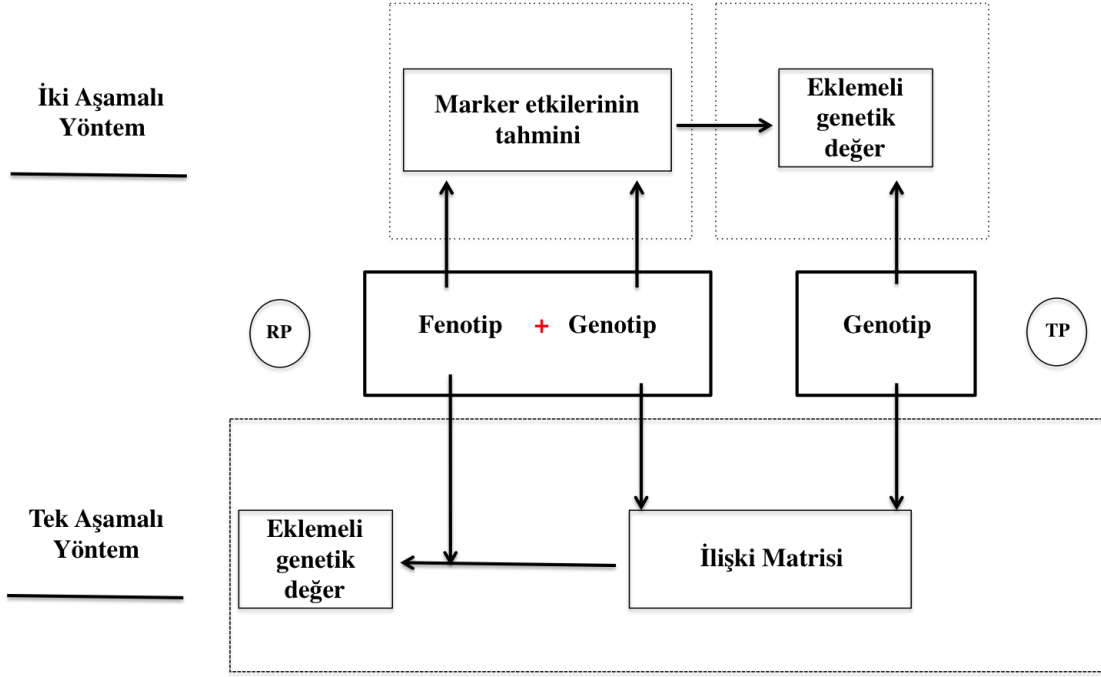 İki Aşamalı
Yöntem
Marker etkilerinin
tahmini
Eklemeli
genetik
değer
RP
Fenotip + Genotip
Genotip
TP
Tek Aşamalı
Yöntem
Eklemeli
genetik
değer
İlişki Matrisi